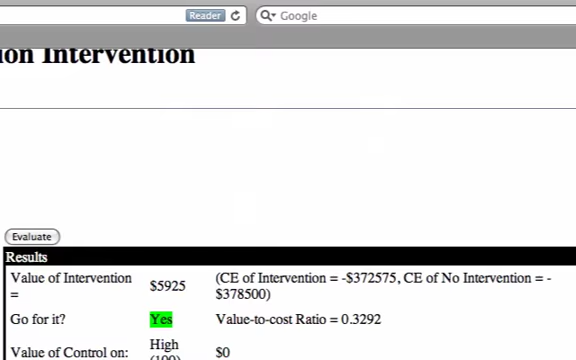 Reader Google
ion Intervention
Evaluate
Results
Value of Intervention = $5925 (CE of Intervention = -$372575, CE of No Intervention = -
$378500)
Go for it? Yes Value-to-cost Ratio = 0.3292
Value of Control on: High (100) $0